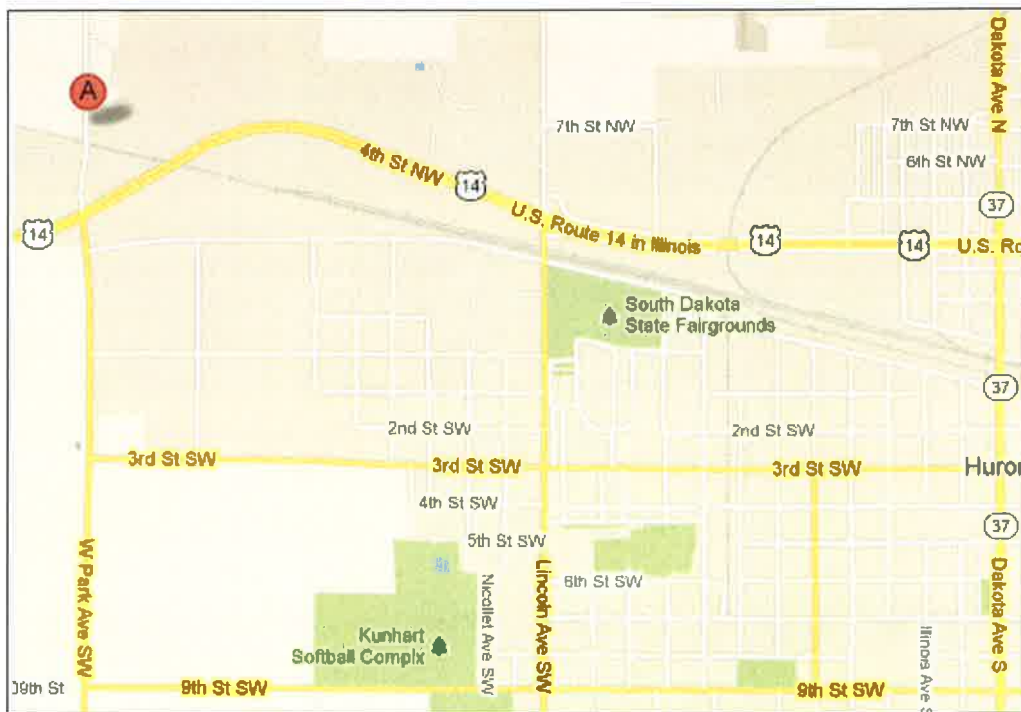 Dakota Ave N
A
7th St NW
7th St NW
4th St NW
6th St NW
14
37
U.S. Route 14 in Illinois
14
14
14
U.S. Ro
South Dakota
State Fairgrounds
37
2nd St SW
2nd St SW
3rd St SW
3rd St SW
3rd St SW
Huron
4th St SW
37
5th St SW
W Park Ave SW
Lincoln Ave SW
Nicollet Ave SW
6th St SW
Dakota Ave S
Illinois Ave S
Kunhart
Softball Complx
09th St
9th St SW
9th St SW